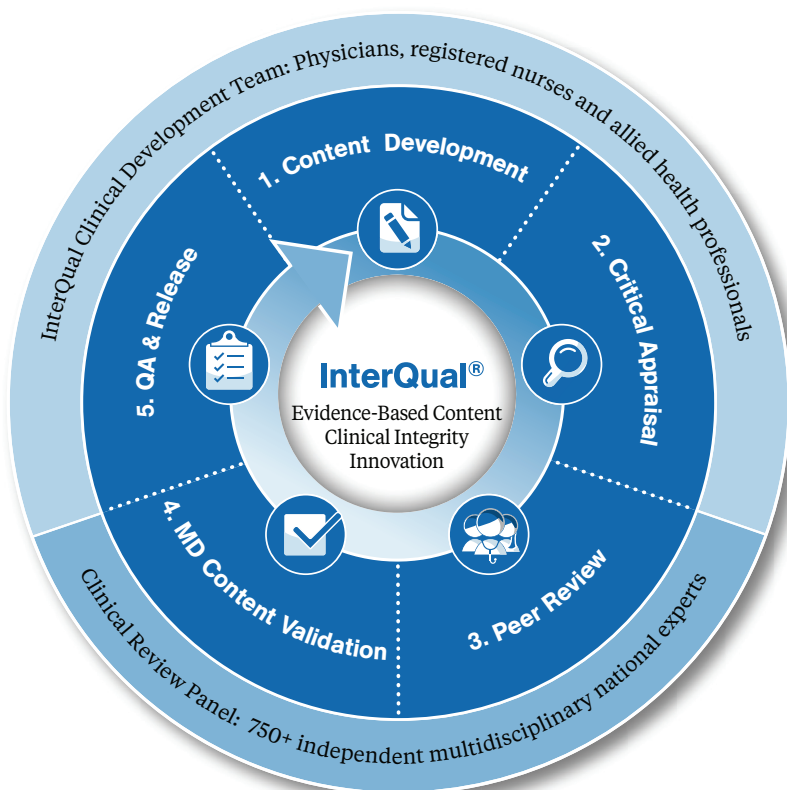 InterQual Clinical Development Team: Physicians, registered nurses and allied health professionals
1. Content Development
2. Critical Appraisal
3. Peer Review
4. MD Content Validation
5. QA & Release
InterQual®
Evidence-Based Content
Clinical Integrity
Innovation
Clinical Review Panel: 750+ independent multidisciplinary national experts